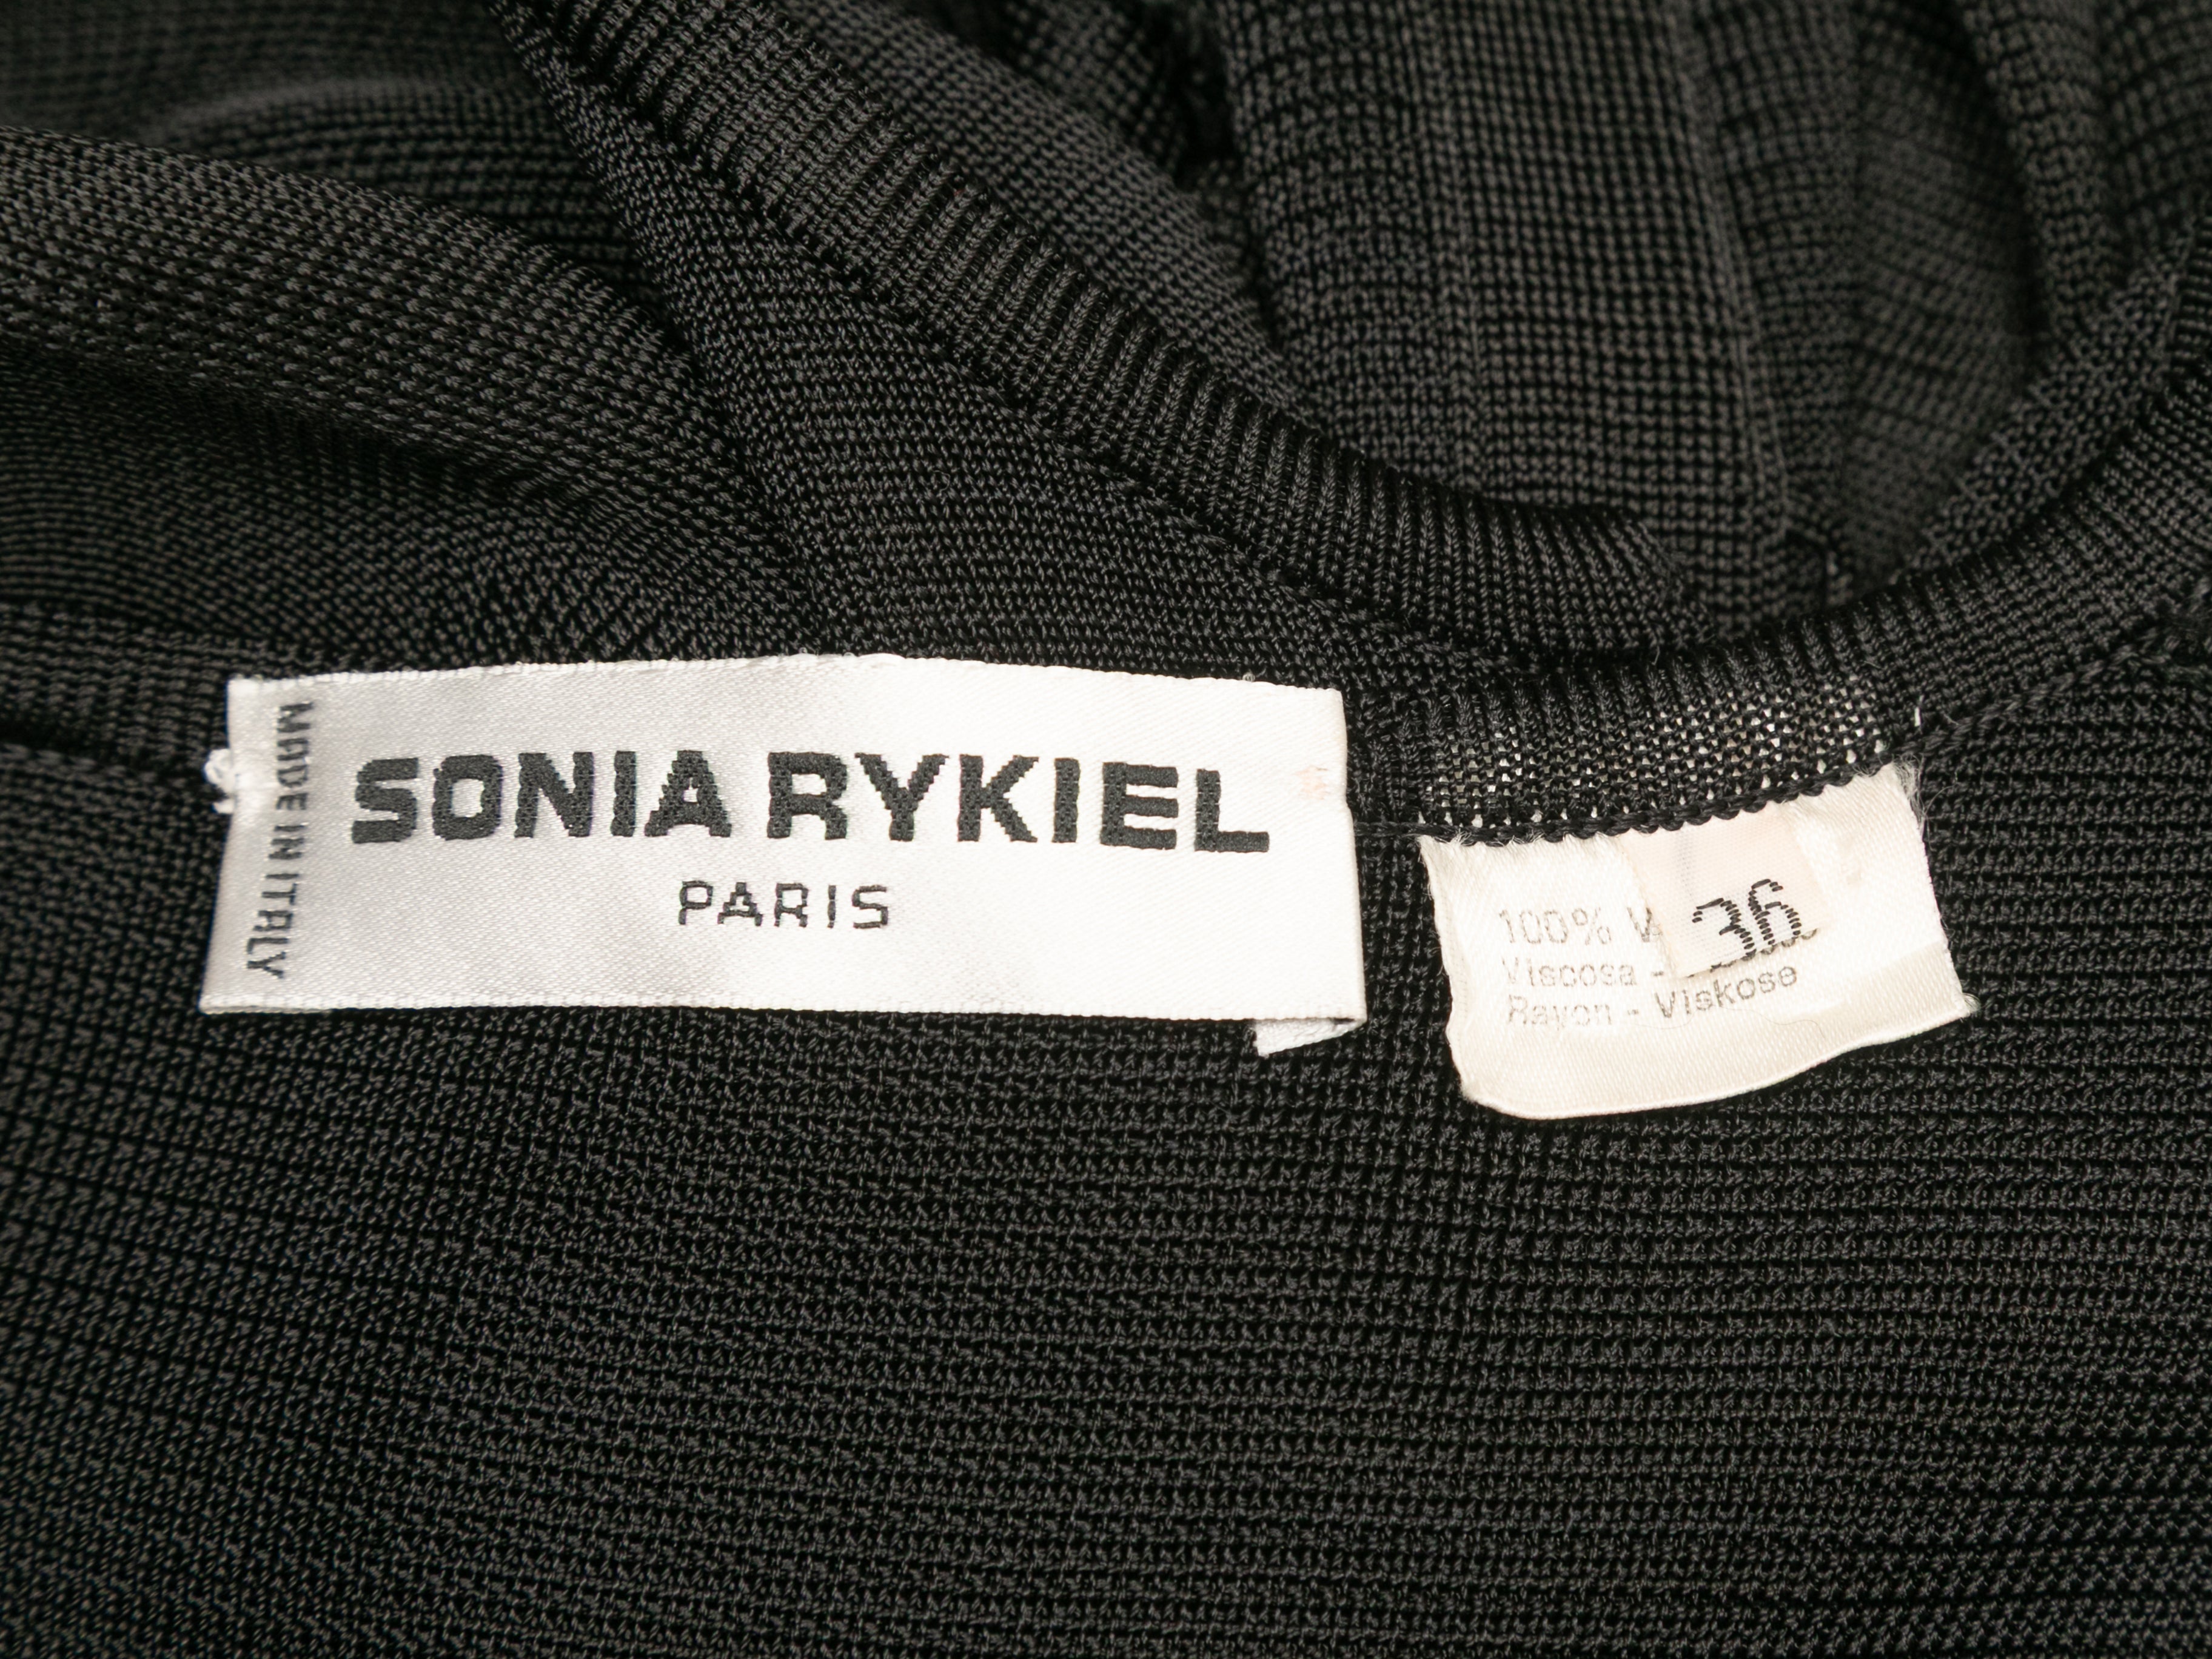 MADE IN ITALY
SONIA RYKIEL
PARIS
36
100%
Viscosa -
Rayon - Viskose